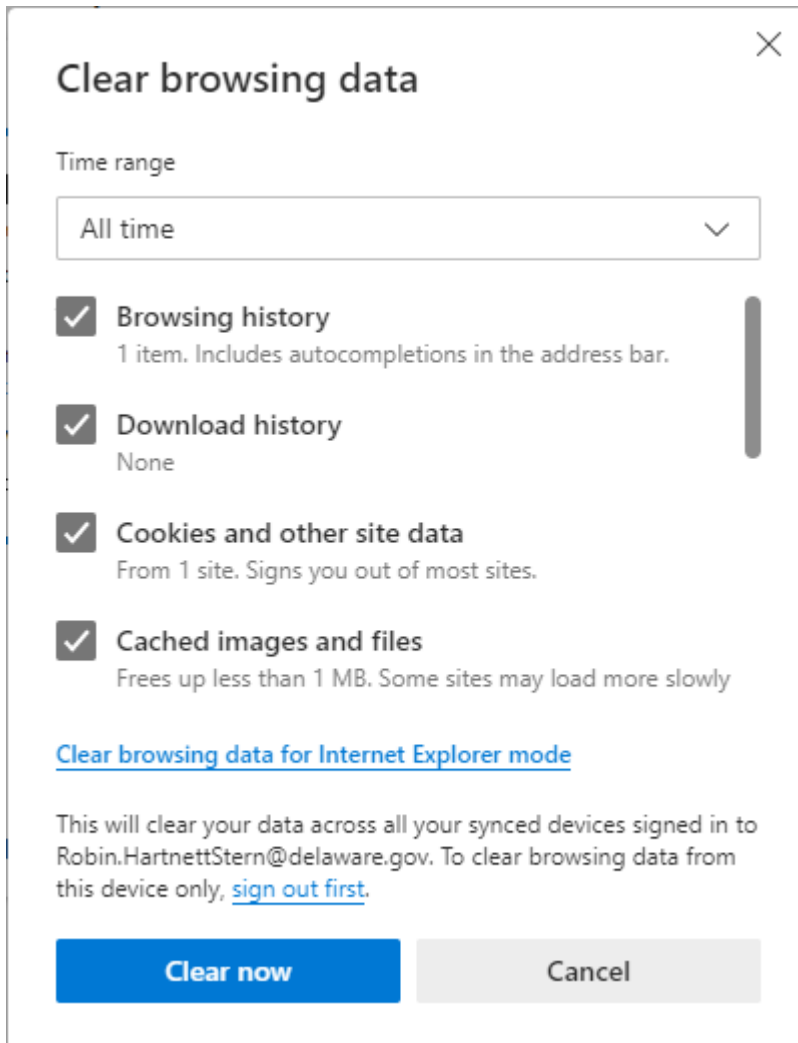 Clear browsing data
Time range
All time
Browsing history
1 item. Includes autocompletions in the address bar.
Download history
None
Cookies and other site data
From 1 site. Signs you out of most sites.
Cached images and files
Frees up less than 1 MB. Some sites may load more slowly
Clear browsing data for Internet Explorer mode
This will clear your data across all your synced devices signed in to
Robin.HartnettStern@delaware.gov. To clear browsing data from
this device only, sign out first.
Clear now
Cancel